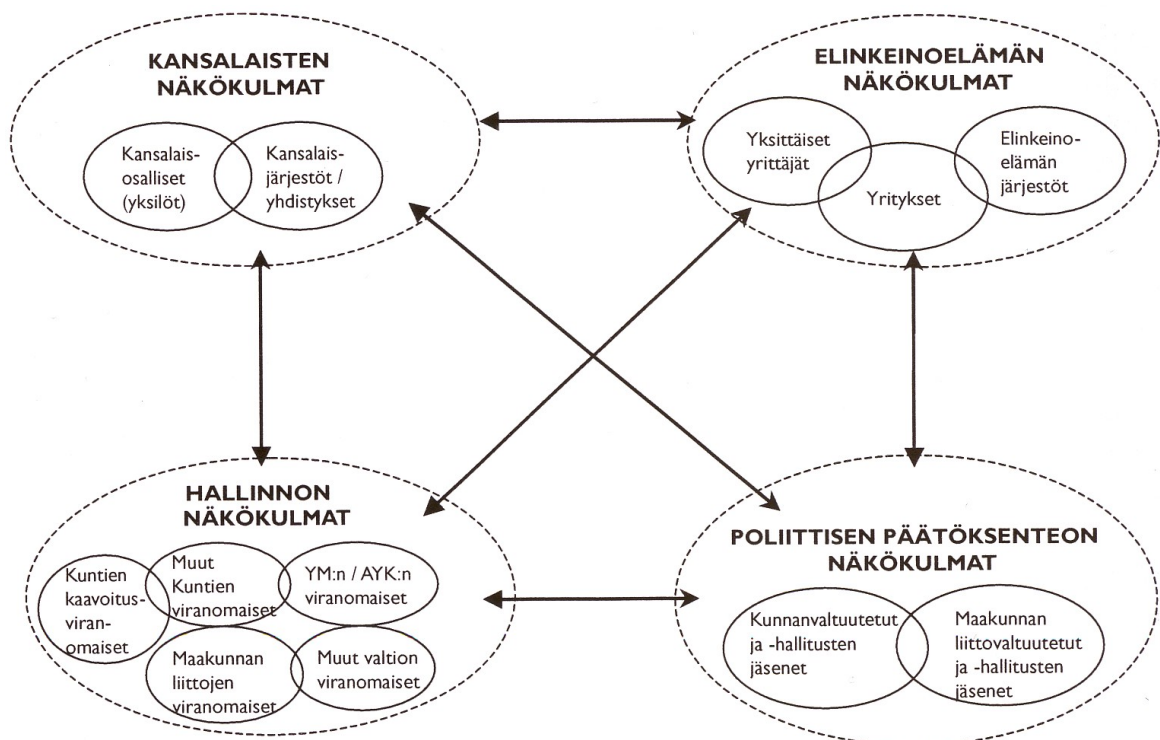 KANSALAISTEN
NÄKÖKULMAT
Kansalais-
osalliset
(yksilöt)
Kansalais-
järjestöt /
yhdistykset
ELINKEINOELÄMÄN
NÄKÖKULMAT
Yksittäiset
yrittäjät
Yritykset
Elinkeino-
elämän
järjestöt
HALLINNON
NÄKÖKULMAT
Kuntien
kaavoitus-
viran-
omaiset
Muut
Kuntien
viranomaiset
YM:n / AYK:n
viranomaiset
Maakunnan
liittojen
viranomaiset
Muut valtion
viranomaiset
POLIITTISEN PÄÄTÖKSENTEON
NÄKÖKULMAT
Kunnanvaltuutetut
ja -hallitusten
jäsenet
Maakunnan
liittovaltuutetut
ja -hallitusten
jäsenet